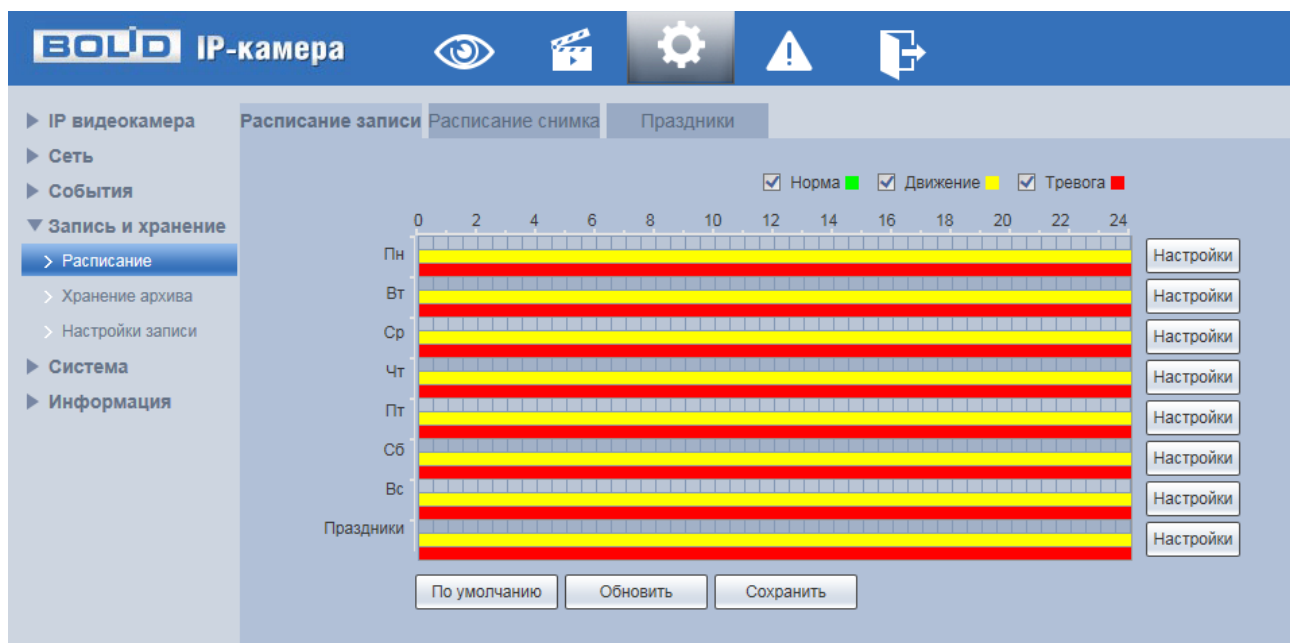 BOLID IP-камера
IP видеокамера
Сеть
События
Запись и хранение
Расписание
Хранение архива
Настройки записи
Система
Информация
Расписание записи Расписание снимка Праздники
Норма Движение Тревога
0 2 4 6 8 10 12 14 16 18 20 22 24
Пн Настройки
Вт Настройки
Ср Настройки
Чт Настройки
Пт Настройки
Сб Настройки
Вс Настройки
Праздники Настройки
По умолчанию Обновить Сохранить